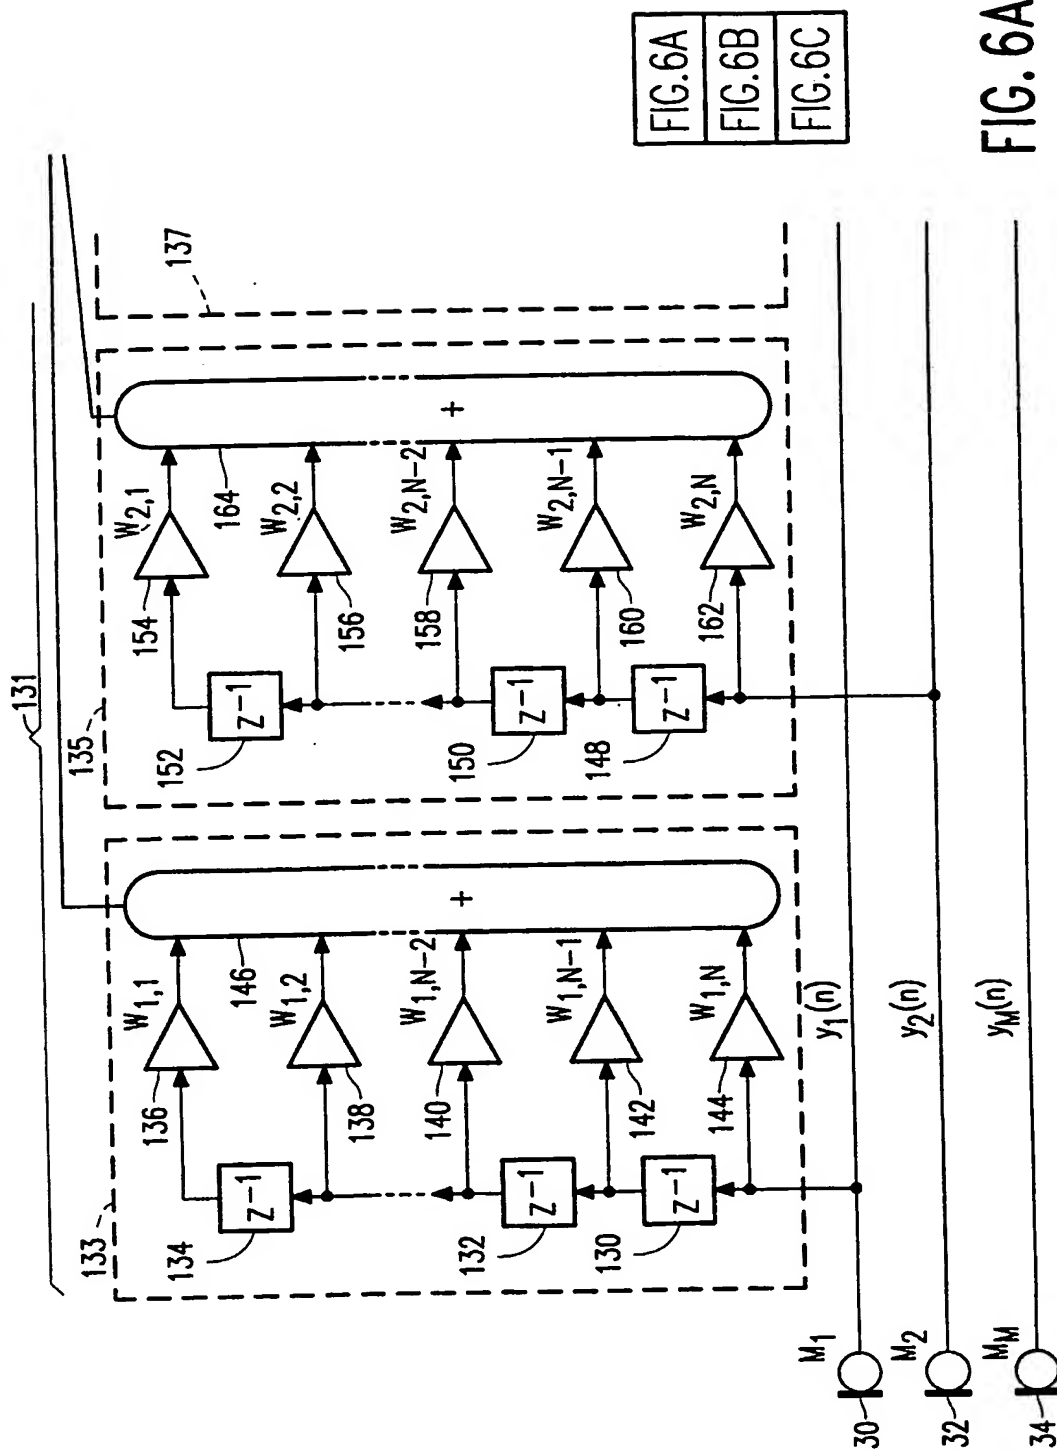 131
133
135
137
136
W1,1
146
138
W1,2
140
W1,N-2
142
W1,N-1
144
W1,N
+
134
Z-1
132
Z-1
130
Z-1
154
W2,1
164
156
W2,2
158
W2,N-2
160
W2,N-1
162
W2,N
+
152
Z-1
150
Z-1
148
Z-1
30
M1
y1(n)
32
M2
y2(n)
34
MM
yM(n)
FIG.6A
FIG.6B
FIG.6C
FIG. 6A